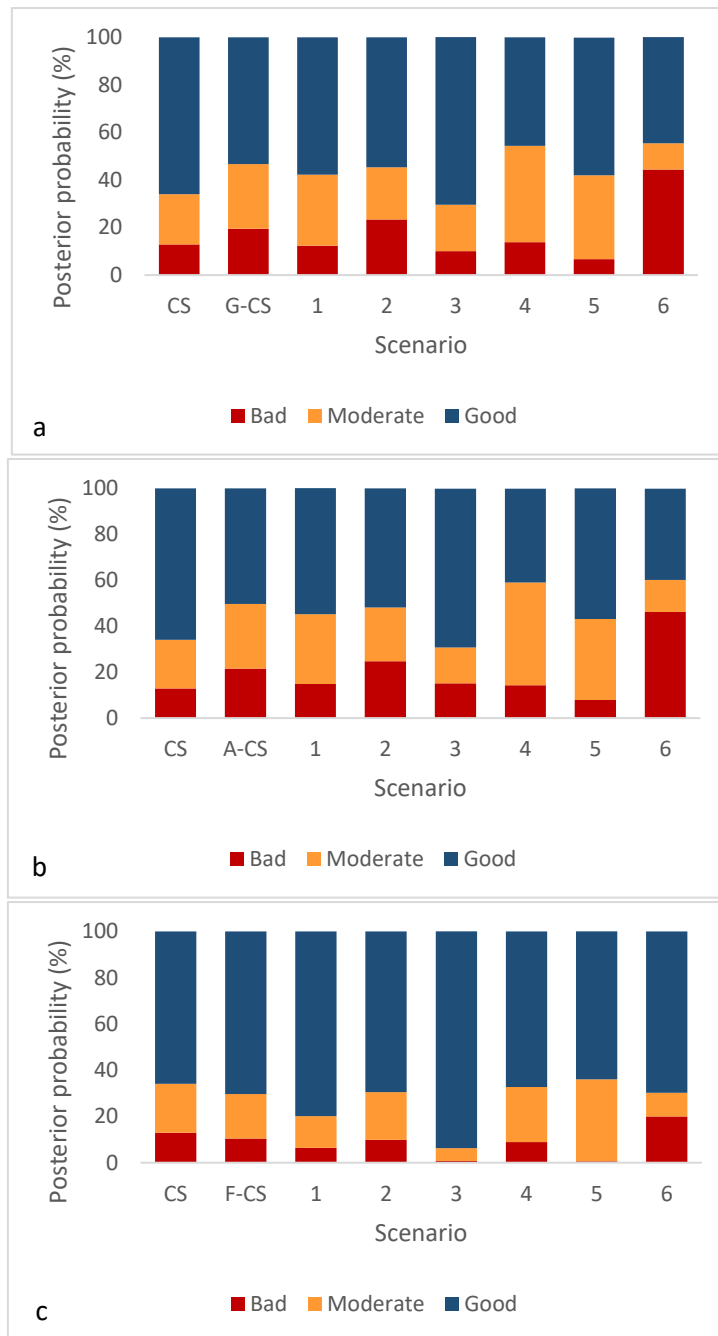 100
80
60
40
20
0
Posterior probability (%)
CS G-CS 1 2 3 4 5 6
Scenario
Bad Moderate Good
a
100
80
60
40
20
0
Posterior probability (%)
CS A-CS 1 2 3 4 5 6
Scenario
Bad Moderate Good
b
100
80
60
40
20
0
Posterior probability (%)
CS F-CS 1 2 3 4 5 6
Scenario
Bad Moderate Good
c